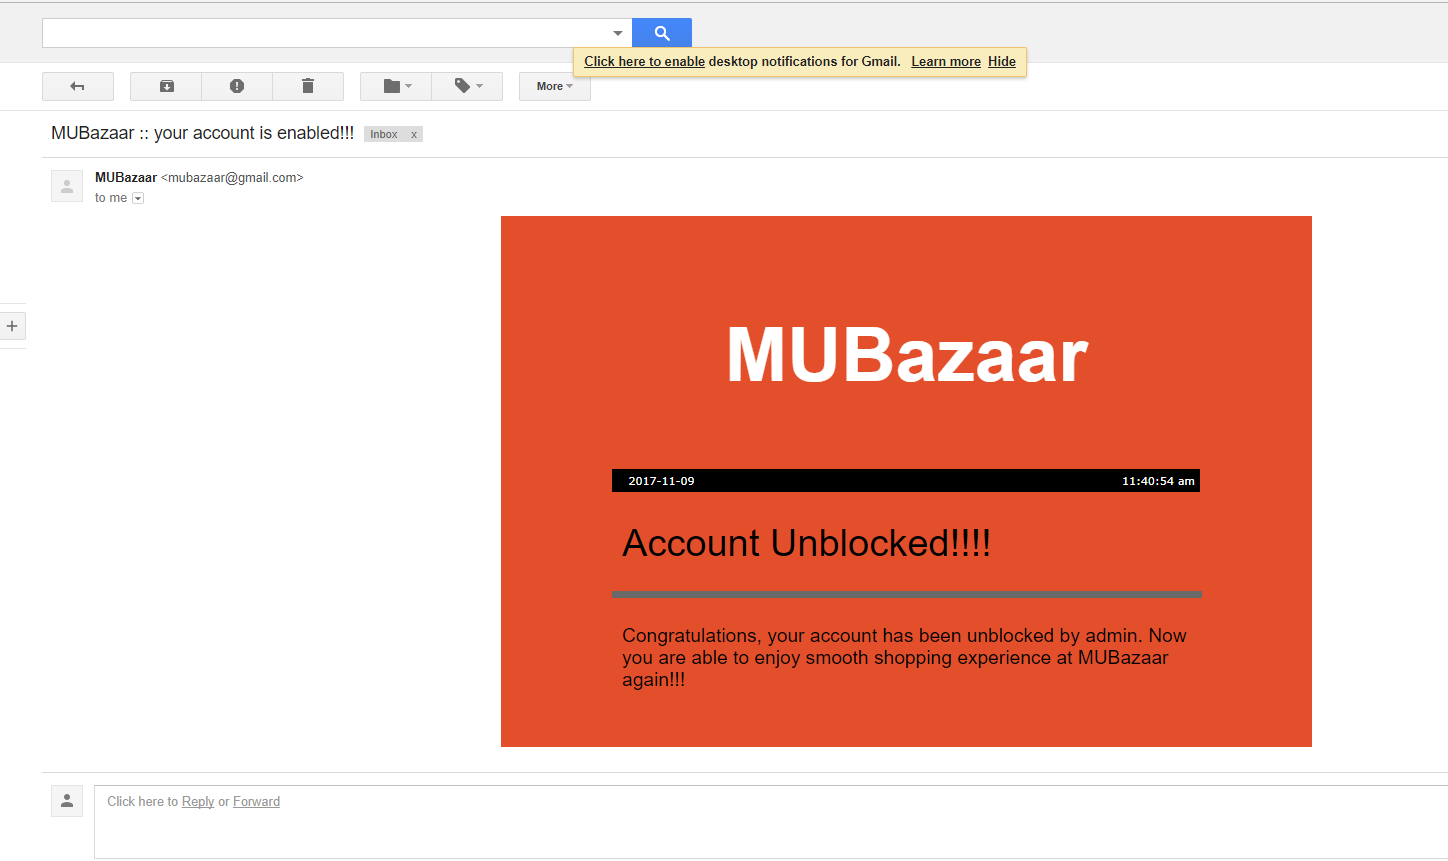 Click here to enable desktop notifications for Gmail. Learn more Hide
More
MUBazaar :: your account is enabled!!! Inbox x
MUBazaar <mubazaar@gmail.com>
to me
MUBazaar
2017-11-09 11:40:54 am
Account Unblocked!!!!
Congratulations, your account has been unblocked by admin. Now
you are able to enjoy smooth shopping experience at MUBazaar
again!!!
Click here to Reply or Forward